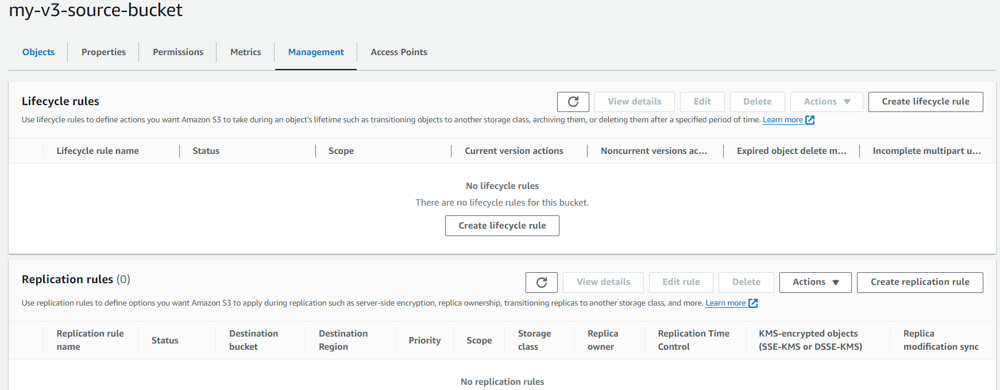 my-v3-source-bucket
Objects Properties Permissions Metrics Management Access Points
Lifecycle rules View details Edit Delete Actions Create lifecycle rule
Use lifecycle rules to define actions you want Amazon S3 to take during an object's lifetime such as transitioning objects to another storage class, archiving them, or deleting them after a specified period of time. Learn more
Lifecycle rule name Status Scope Current version actions Noncurrent versions ac... Expired object delete m... Incomplete multipart u...
No lifecycle rules
There are no lifecycle rules for this bucket.
Create lifecycle rule
Replication rules (0) View details Edit rule Delete Actions Create replication rule
Use replication rules to define options you want Amazon S3 to apply during replication such as server-side encryption, replica ownership, transitioning replicas to another storage class, and more. Learn more
Replication rule name Status Destination bucket Destination Region Priority Scope Storage class Replica owner Replication Time Control KMS-encrypted objects (SSE-KMS or DSSE-KMS) Replica modification sync
No replication rules